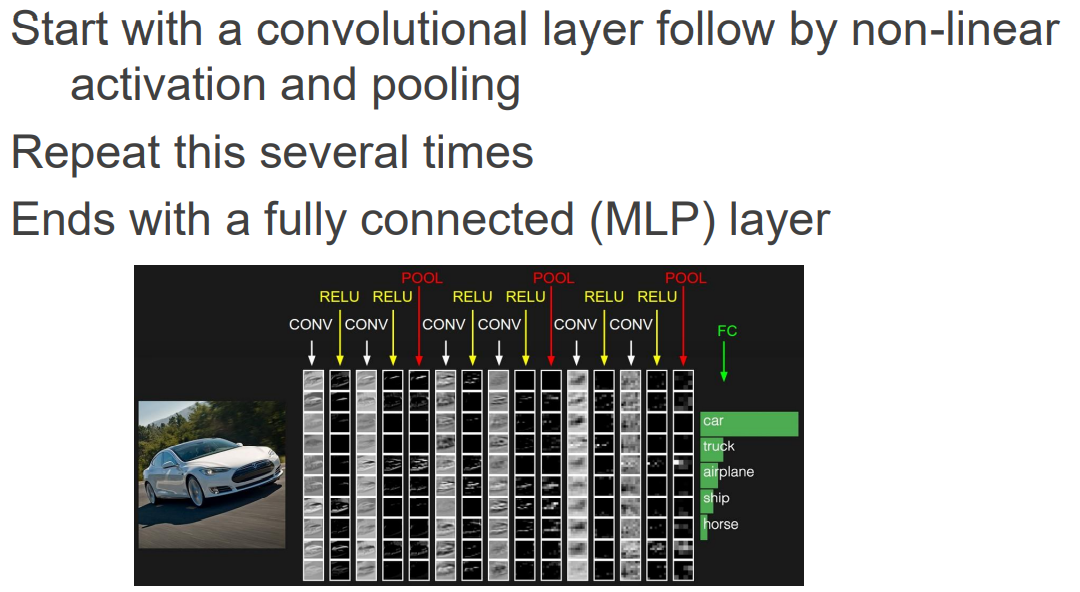 Start with a convolutional layer follow by non-linear
activation and pooling
Repeat this several times
Ends with a fully connected (MLP) layer
POOL POOL POOL
RELU RELU RELU RELU RELU RELU
CONV CONV CONV CONV CONV CONV
FC
car
truck
airplane
ship
horse